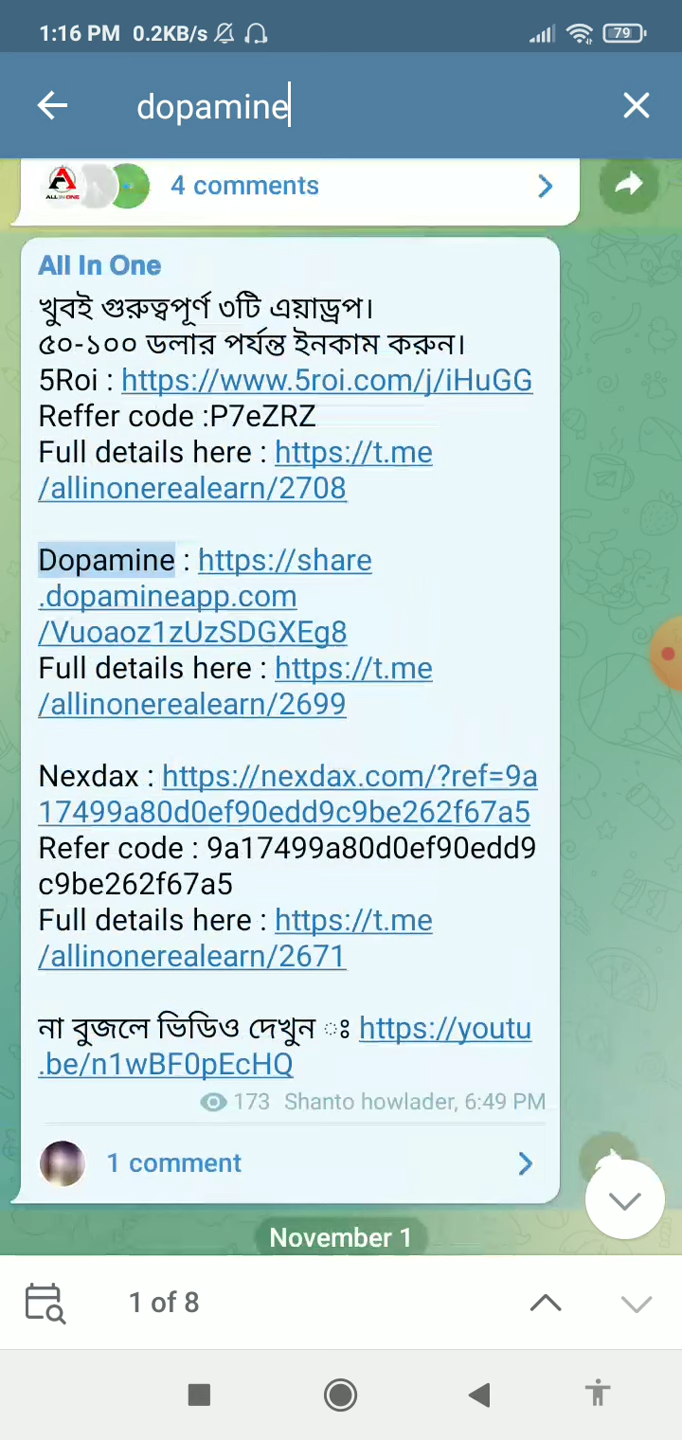 1:16 PM 0.2KB/s 79
dopamine
ALL IN ONE
4 comments
All In One
খুবই গুরুত্বপূর্ণ ৩টি এয়াড্রপ।
৫০-১০০ ডলার পর্যন্ত ইনকাম করুন।
5Roi : https://www.5roi.com/j/iHuGG
Reffer code :P7eZRZ
Full details here : https://t.me
/allinonerealearn/2708
Dopamine : https://share
.dopamineapp.com
/Vuoaoz1zUzSDGXEg8
Full details here : https://t.me
/allinonerealearn/2699
Nexdax : https://nexdax.com/?ref=9a
17499a80d0ef90edd9c9be262f67a5
Refer code : 9a17499a80d0ef90edd9
c9be262f67a5
Full details here : https://t.me
/allinonerealearn/2671
না বুজলে ভিডিও দেখুন ঃ https://youtu
.be/n1wBF0pEcHQ
173 Shanto howlader, 6:49 PM
1 comment
November 1
1 of 8